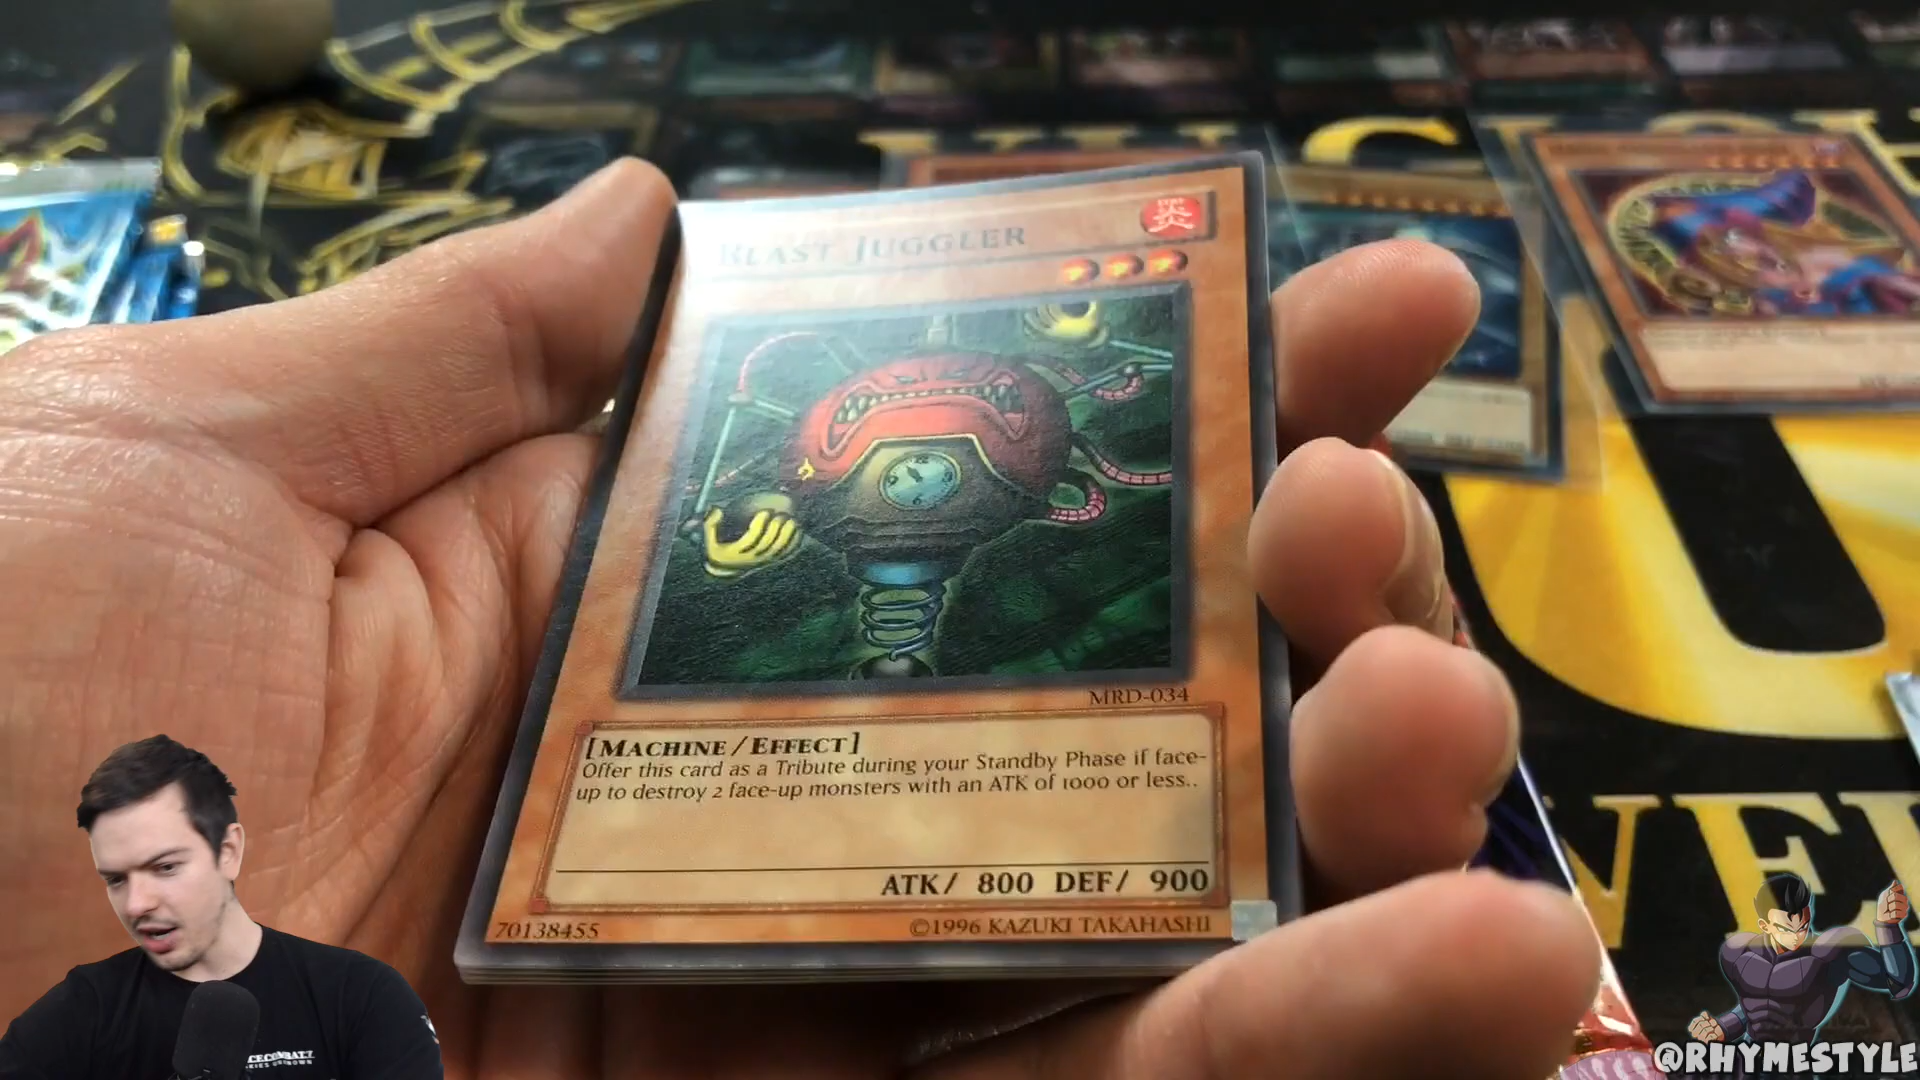 BLAST JUGGLER
炎
MRD-034
[MACHINE/EFFECT]
Offer this card as a Tribute during your Standby Phase if face-
up to destroy 2 face-up monsters with an ATK of 1000 or less..
ATK/ 800 DEF/ 900
70138455
©1996 KAZUKI TAKAHASHI
@RHYMESTYLE